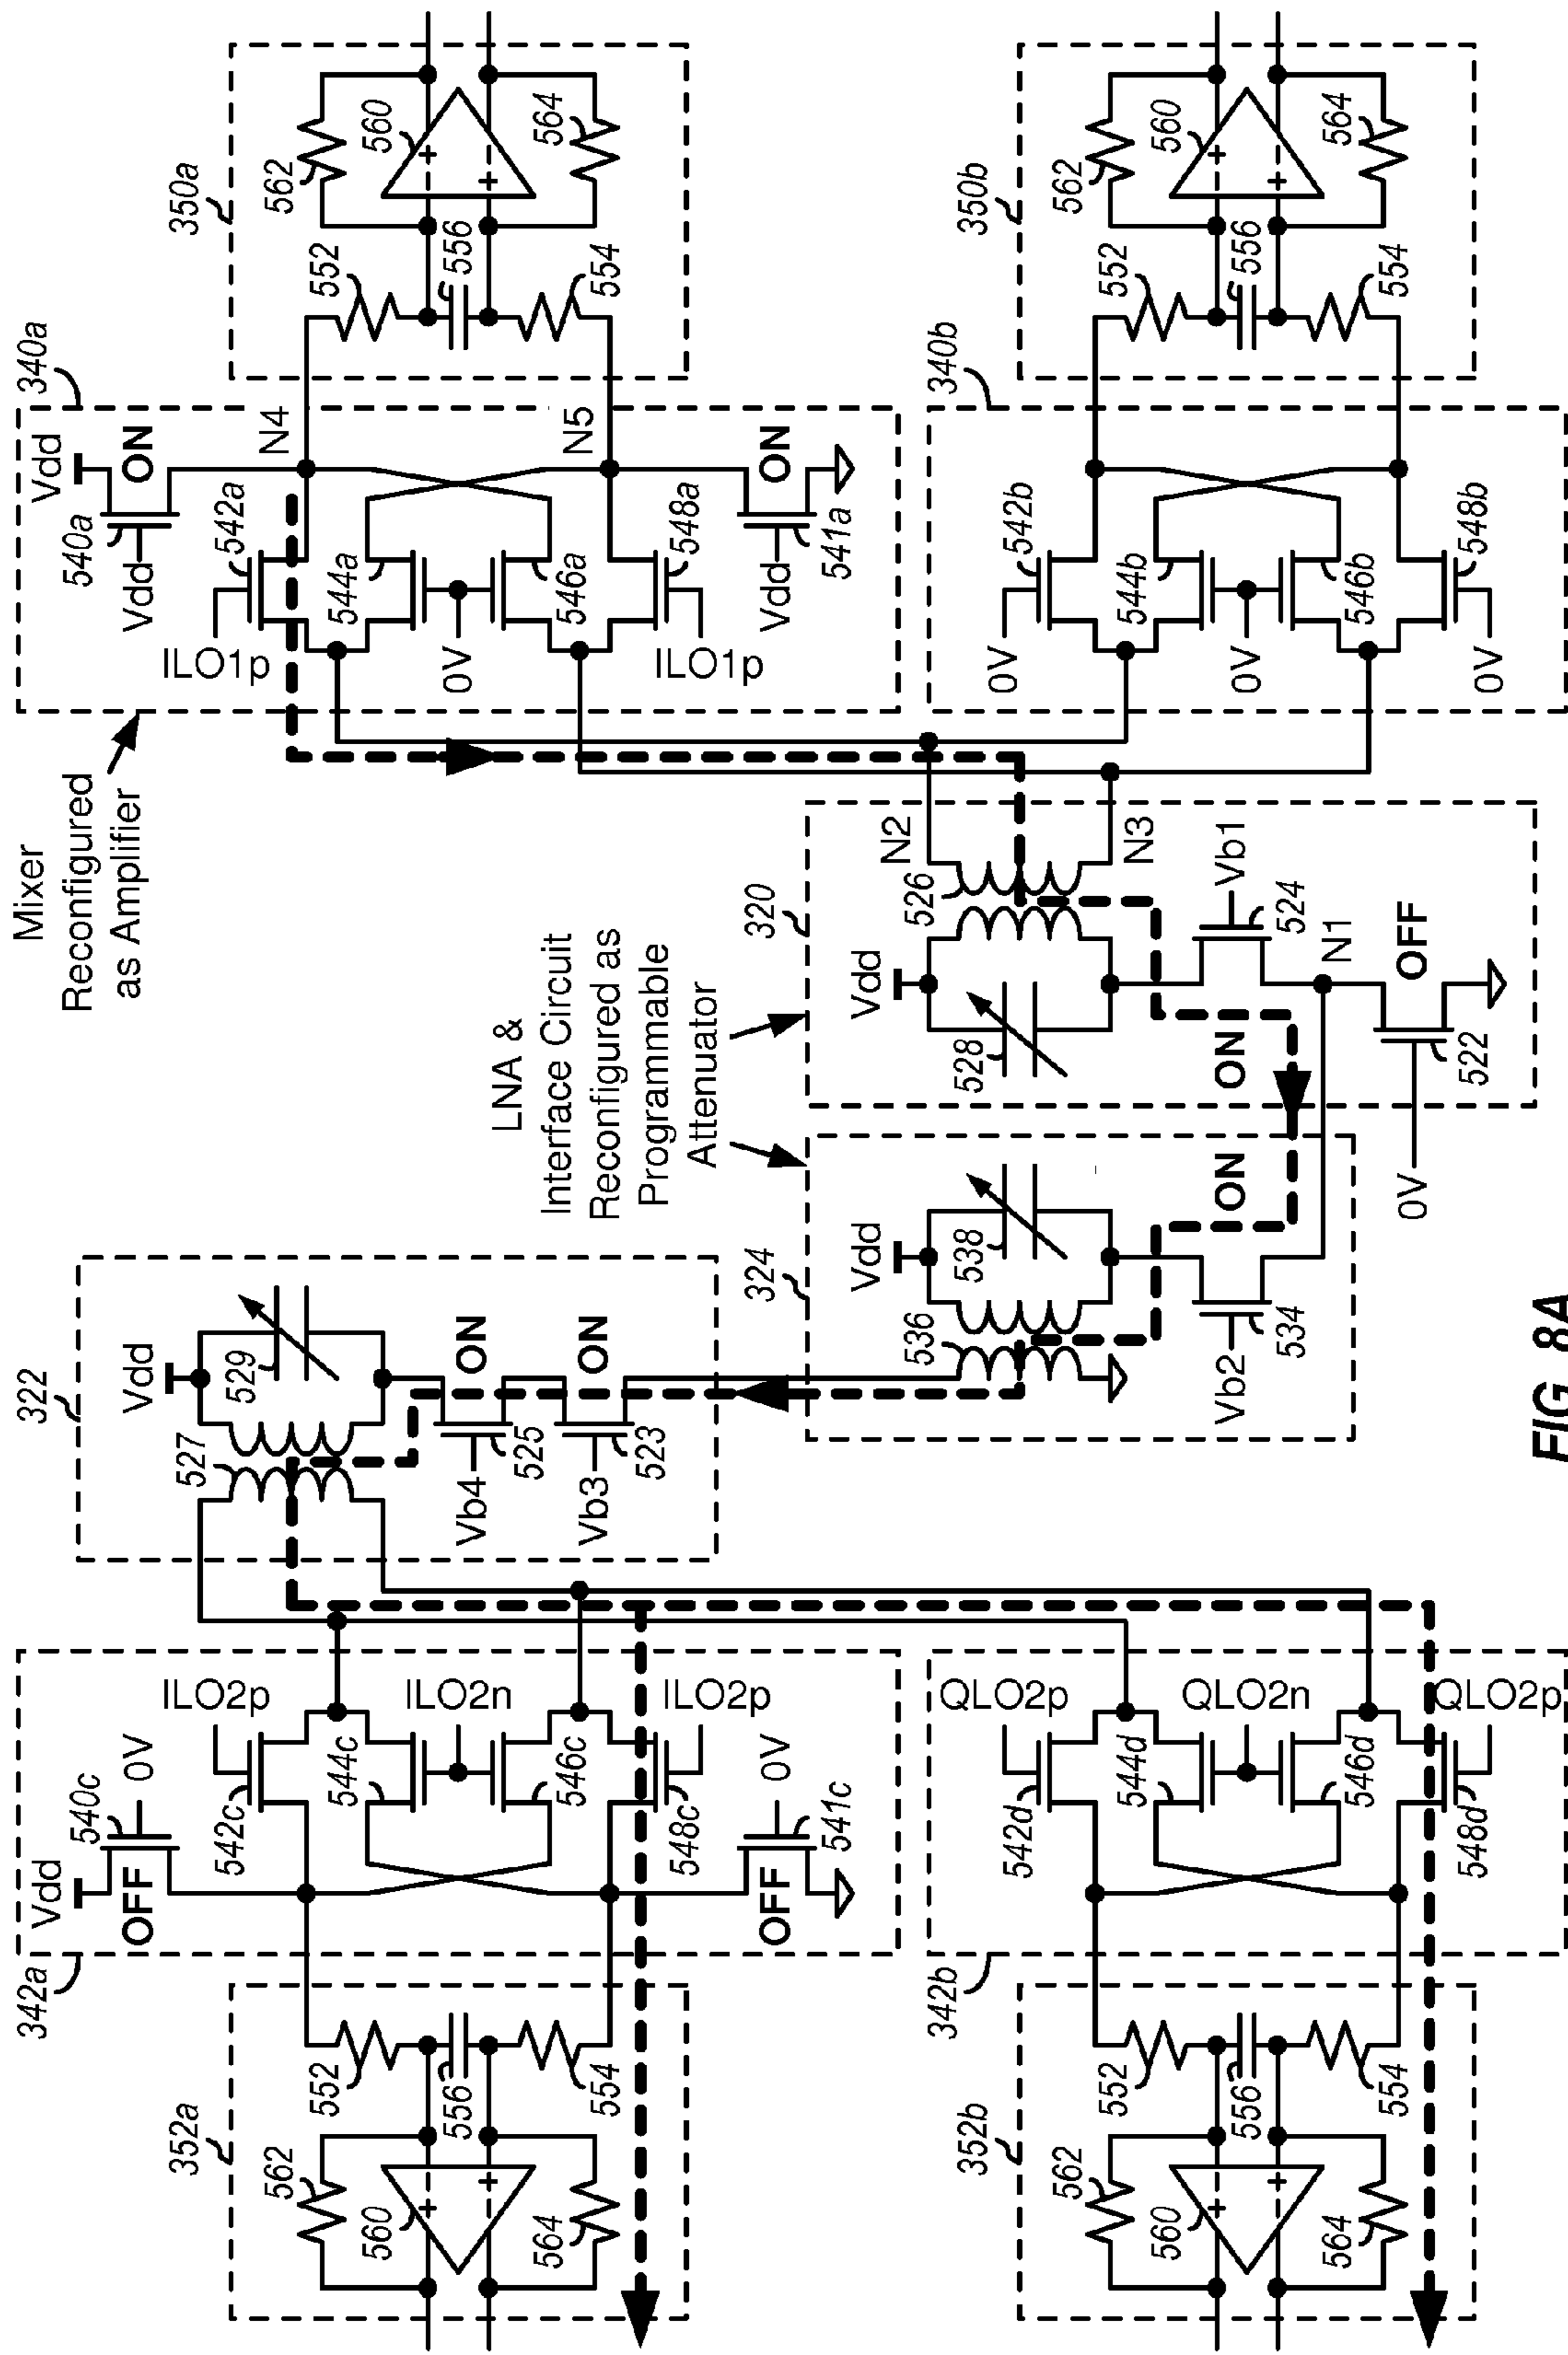 Mixer
Reconfigured
as Amplifier
340a
Vdd
540a
ON
Vdd
542a
ILO1p
N4
544a
0V
546a
N5
548a
ILO1p
ON
541a
Vdd
350a
552
562
556
560
554
564
340b
542b
0V
544b
0V
546b
548b
0V
350b
552
562
556
560
554
564
LNA &
Interface Circuit
Reconfigured as
Programmable
Attenuator
320
N2
526
N3
Vdd
528
Vb1
524
ON
N1
OFF
522
0V
324
Vdd
538
536
ON
Vb2
534
322
Vdd
529
527
ON
Vb4
525
ON
Vb3
523
342a
Vdd
540c
OFF
0V
ILO2p
542c
544c
ILO2n
546c
ILO2p
548c
0V
OFF
541c
352a
552
562
556
560
554
564
342b
QLO2p
542d
544d
QLO2n
546d
QLO2p
548d
352b
552
562
556
560
554
564
FIG. 8A